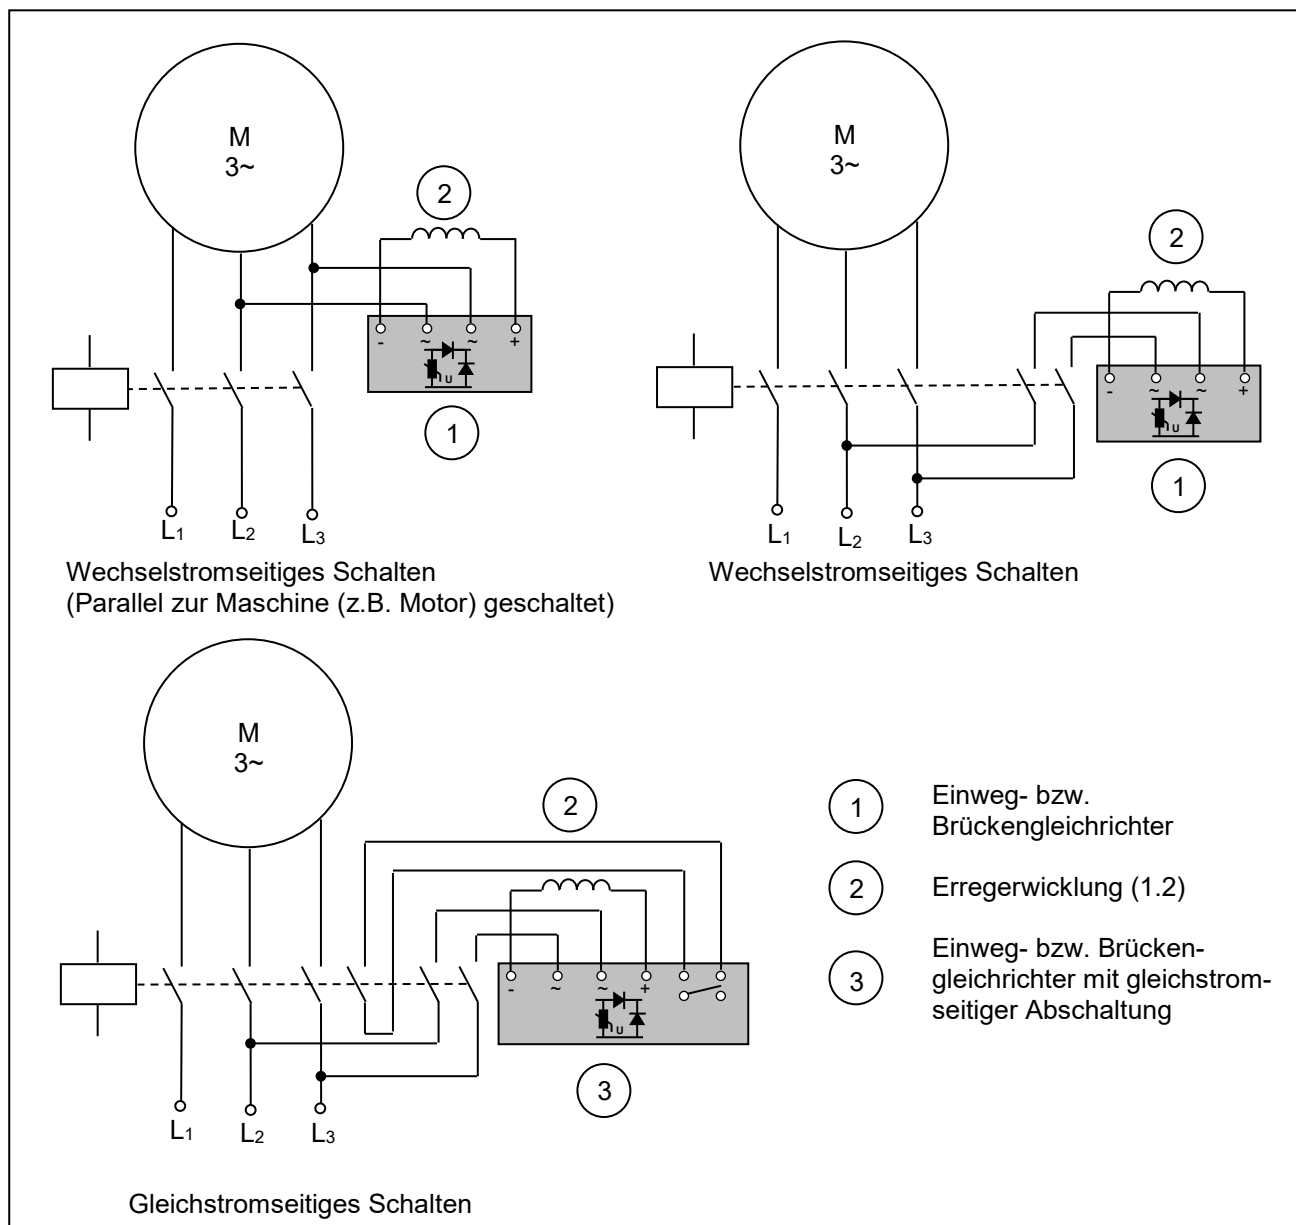 M
3~
2
- ~ ~ +
U
1
L1 L2 L3
Wechselstromseitiges Schalten
(Parallel zur Maschine (z.B. Motor) geschaltet)
M
3~
2
- ~ ~ +
U
1
L1 L2 L3
Wechselstromseitiges Schalten
M
3~
2
- ~ ~ +
U
3
L1 L2 L3
Gleichstromseitiges Schalten
1 Einweg- bzw.
Brückengleichrichter
2 Erregerwicklung (1.2)
3 Einweg- bzw. Brücken-
gleichrichter mit gleichstrom-
seitiger Abschaltung